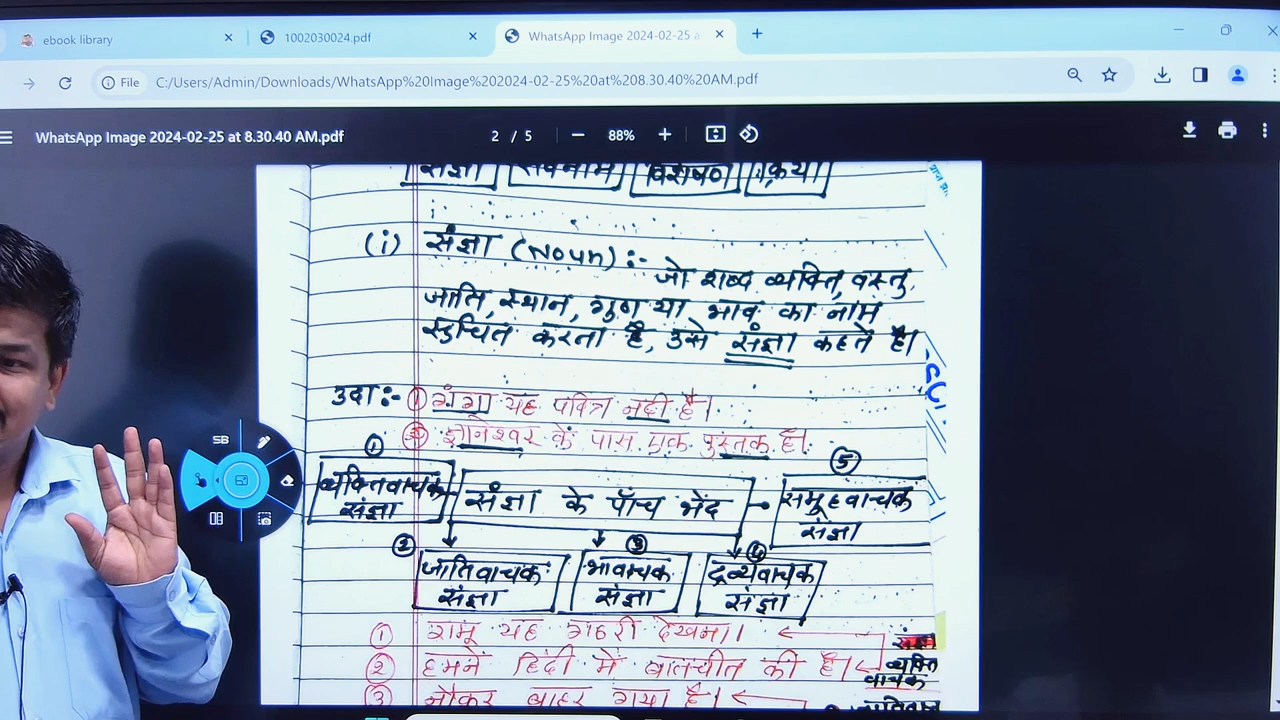 ebook library
1002030024.pdf
WhatsApp Image 2024-02-25 a
File
C:/Users/Admin/Downloads/WhatsApp%20Image%202024-02-25%20at%208.30.40%20AM.pdf
WhatsApp Image 2024-02-25 at 8.30.40 AM.pdf
2 / 5
88%
संज्ञा सर्वनाम विशेषण क्रिया
(i) संज्ञा (Noun) :-
जो शब्द व्यक्ति, वस्तु,
जाति, स्थान, गुण या भाव का नाम
सुचित करता है, उसे संज्ञा कहते है।
उदा :- ① गंगा यह पवित्र नदी है।
② ज्ञानेश्वर के पास एक पुस्तक है।
SB
① व्यक्तिवाचक संज्ञा
संज्ञा के पाँच भेंद
⑤ समूहवाचक संज्ञा
② जातिवाचक संज्ञा
③ भाववाचक संज्ञा
④ द्रव्यवाचक संज्ञा
① रामू यह गठरी देखना।
② हमनें हिंदी में बातचीत की है।
व्यक्ति
वाचक
③ नौकर बाहर गया है।